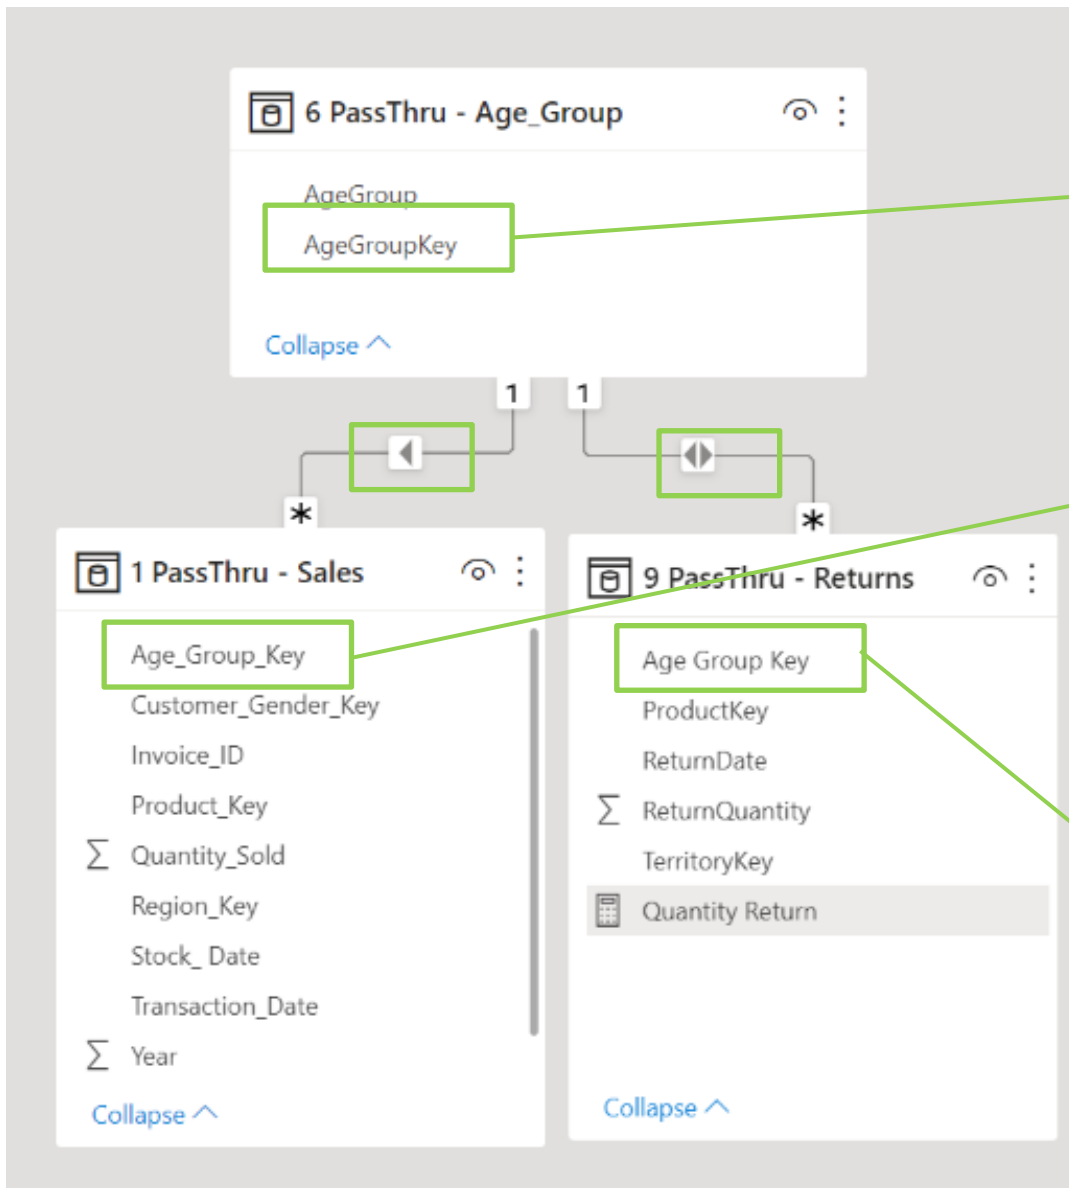 6 PassThru - Age_Group
AgeGroup
AgeGroupKey
Collapse
1
1
*
*
1 PassThru - Sales
Age_Group_Key
Customer_Gender_Key
Invoice_ID
Product_Key
Quantity_Sold
Region_Key
Stock_ Date
Transaction_Date
Year
Collapse
9 PassThru - Returns
Age Group Key
ProductKey
ReturnDate
ReturnQuantity
TerritoryKey
Quantity Return
Collapse